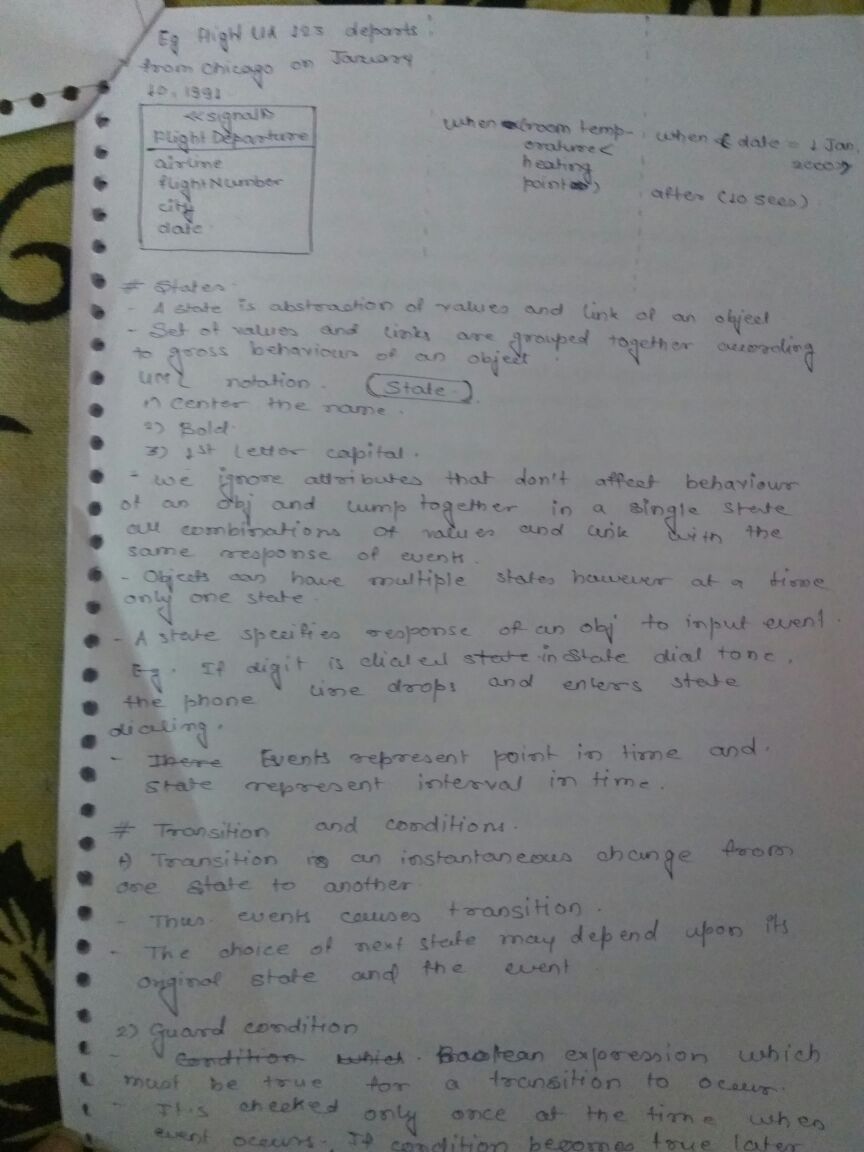 Eg flight UA 123 departs
from chicago on January
10, 1991
<<signal>>
Flight Departure
airline
flightNumber
city
date
when (room temp-
erature <
heating
point)
when (date = 1 Jan,
2000)
after (10 secs)
# States
- A state is abstraction of values and link of an object
- Set of values and links are grouped together according
to gross behaviour of an object
UML notation. (State)
1) Center the name.
2) Bold.
3) 1st letter capital.
- we ignore attributes that don't affect behaviour
of an obj and lump together in a single state
all combinations of values and link with the
same response of events.
- Objects can have multiple states however at a time
only one state.
- A state specifies response of an obj to input event.
Eg. If digit is dialed state in state dial tone,
the phone line drops and enters state
dialing.
- There Events represent point in time and.
state represent interval in time.
# Transition and conditions.
1) Transition is an instantaneous change from
one state to another.
- Thus events causes transition.
- The choice of next state may depend upon its
original state and the event
2) Guard condition
- Condition which. Boolean expression which
must be true for a transition to occur.
- It is checked only once at the time when
event occurs. If condition becomes true later